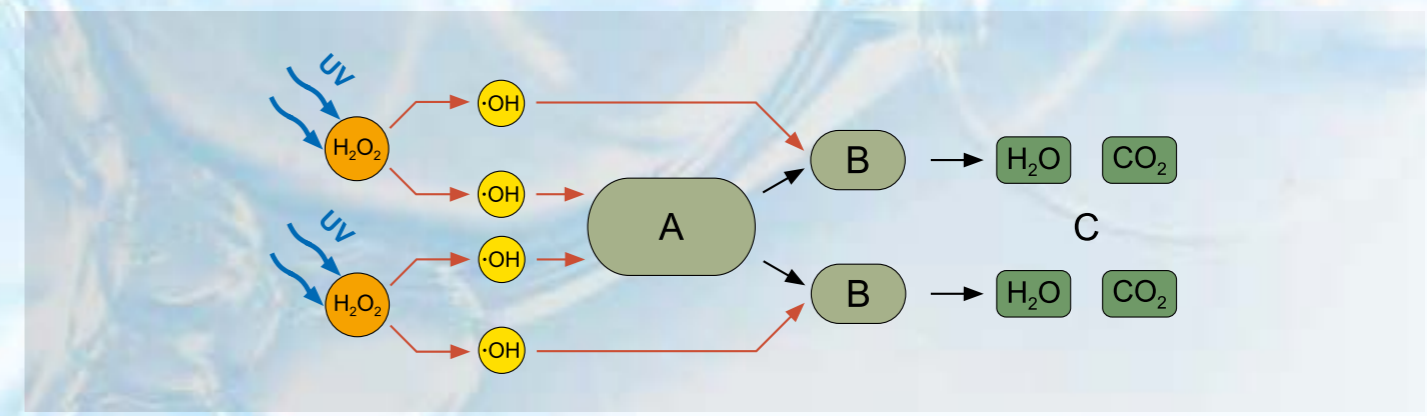 UV
H₂O₂
·OH
·OH
UV
H₂O₂
·OH
·OH
A
B
B
H₂O CO₂
C
H₂O CO₂